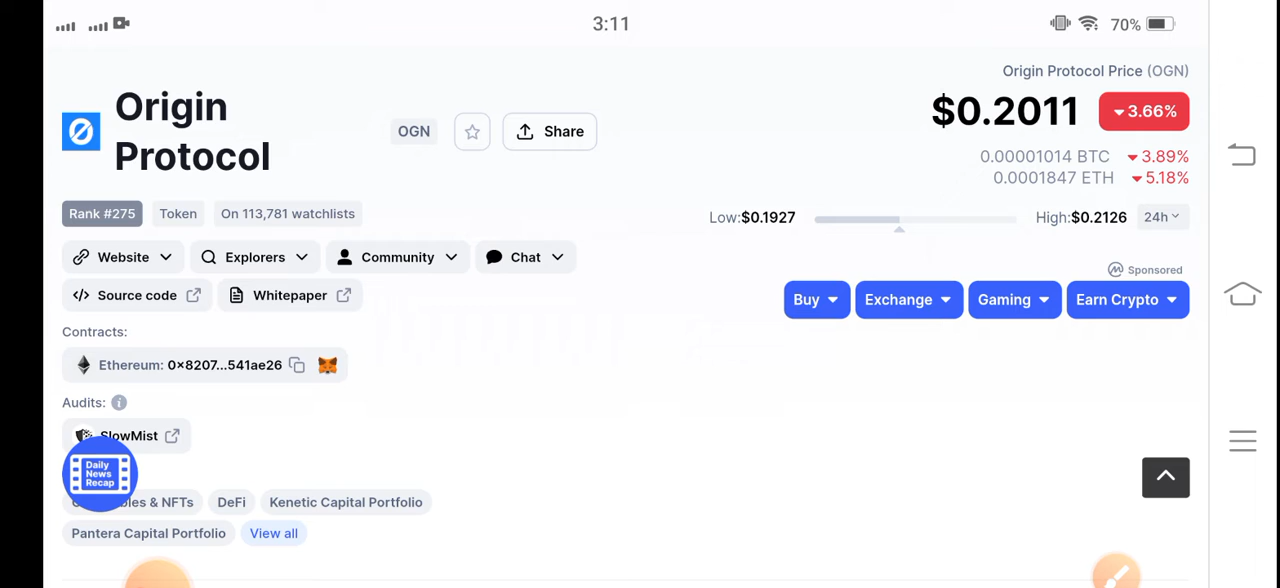 3:11
70%
Origin Protocol Price (OGN)
Origin
Protocol
OGN
Share
$0.2011
3.66%
0.00001014 BTC 3.89%
0.0001847 ETH 5.18%
Rank #275 Token On 113,781 watchlists
Low:$0.1927 High:$0.2126 24h
Website Explorers Community Chat
Sponsored
Source code Whitepaper
Buy Exchange Gaming Earn Crypto
Contracts:
Ethereum: 0x8207...541ae26
Audits:
SlowMist
Daily
News
Recap
& NFTs DeFi Kenetic Capital Portfolio
Pantera Capital Portfolio View all